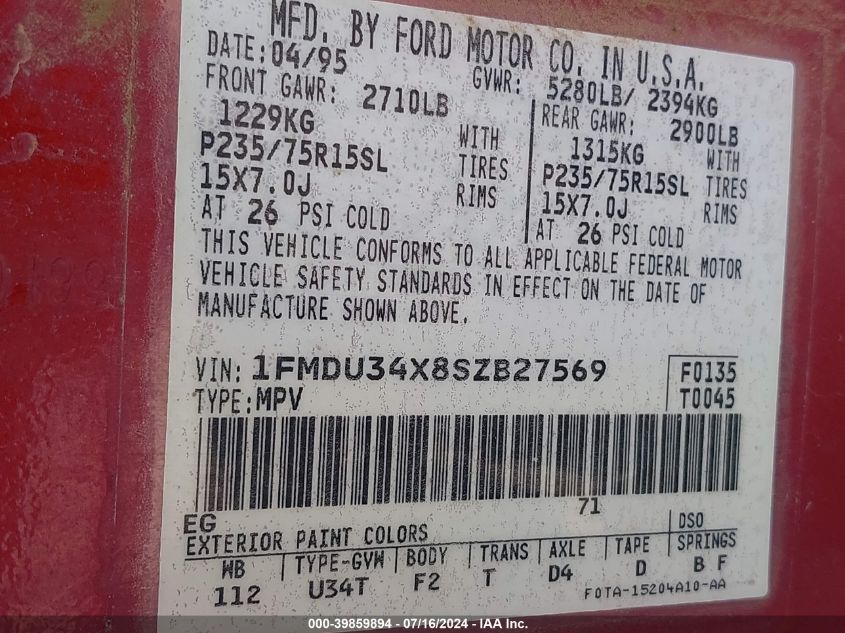 MFD. BY FORD MOTOR CO. IN U.S.A.
DATE: 04/95 GVWR: 5280LB/ 2394KG
FRONT GAWR: 2710LB REAR GAWR: 2900LB
1229KG WITH 1315KG WITH
P235/75R15SL TIRES P235/75R15SL TIRES
15X7.0J RIMS 15X7.0J RIMS
AT 26 PSI COLD AT 26 PSI COLD
THIS VEHICLE CONFORMS TO ALL APPLICABLE FEDERAL MOTOR
VEHICLE SAFETY STANDARDS IN EFFECT ON THE DATE OF
MANUFACTURE SHOWN ABOVE.
VIN: 1FMDU34X8SZB27569 F0135
TYPE: MPV T0045
71
EG DSO
EXTERIOR PAINT COLORS
WB TYPE-GVW BODY TRANS AXLE TAPE SPRINGS
112 U34T F2 T D4 D B F
F0TA-15204A10-AA
000-39859894 - 07/16/2024 - IAA Inc.